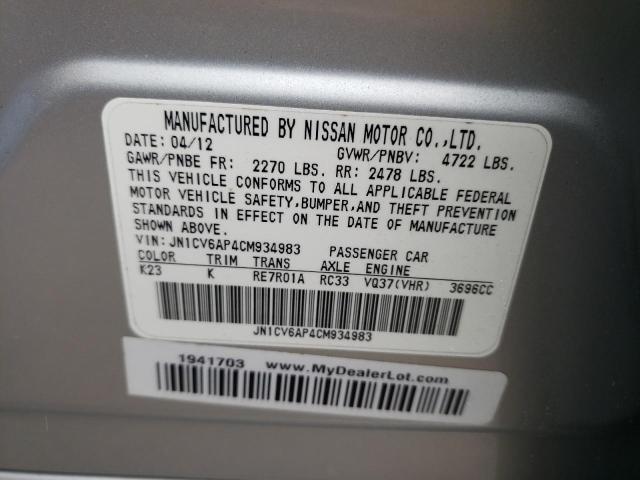 MANUFACTURED BY NISSAN MOTOR CO.,LTD.
DATE: 04/12 GVWR/PNBV: 4722 LBS.
GAWR/PNBE FR: 2270 LBS. RR: 2478 LBS.
THIS VEHICLE CONFORMS TO ALL APPLICABLE FEDERAL
MOTOR VEHICLE SAFETY,BUMPER,AND THEFT PREVENTION
STANDARDS IN EFFECT ON THE DATE OF MANUFACTURE
SHOWN ABOVE.
VIN: JN1CV6AP4CM934983 PASSENGER CAR
COLOR TRIM TRANS AXLE ENGINE
K23 K RE7R01A RC33 VQ37(VHR) 3696CC
JN1CV6AP4CM934983
1941703 www.MyDealerLot.com